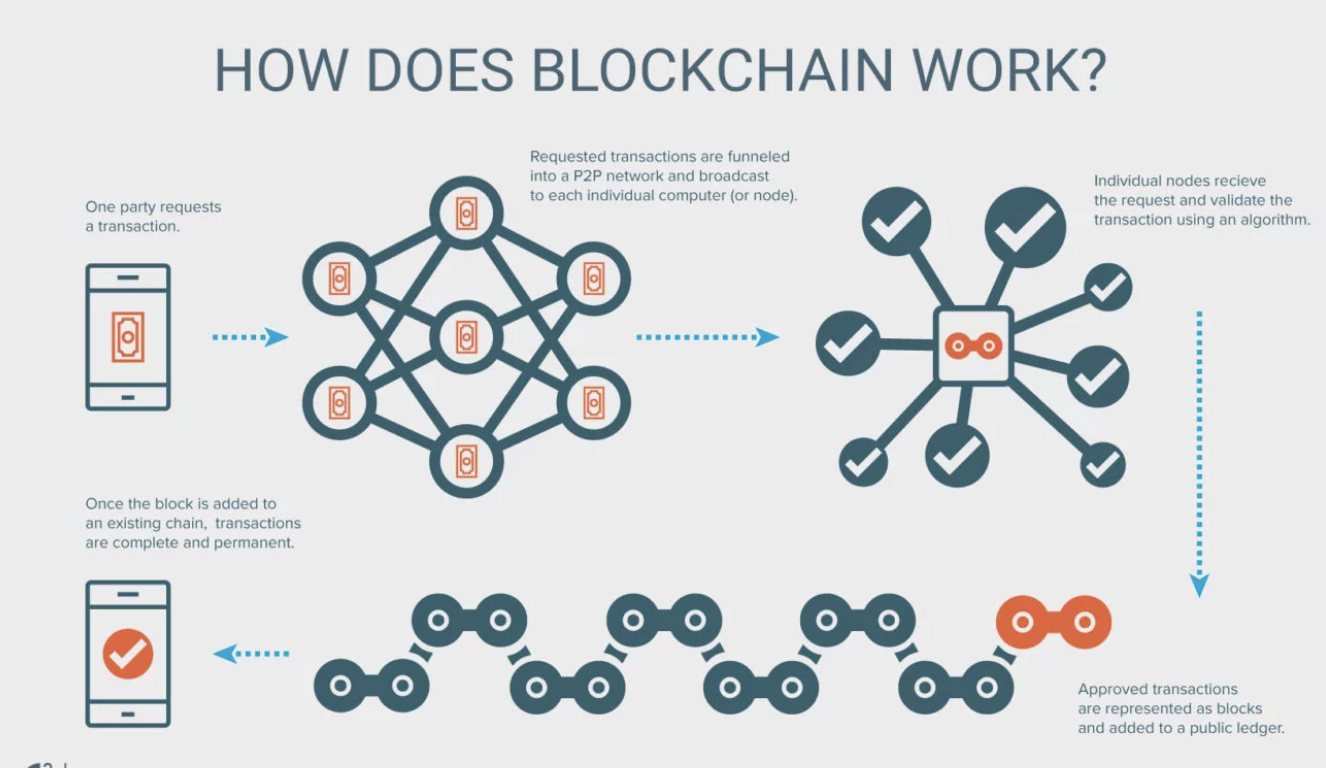 HOW DOES BLOCKCHAIN WORK?
One party requests
a transaction.
Requested transactions are funneled
into a P2P network and broadcast
to each individual computer (or node).
Individual nodes recieve
the request and validate the
transaction using an algorithm.
Approved transactions
are represented as blocks
and added to a public ledger.
Once the block is added to
an existing chain, transactions
are complete and permanent.